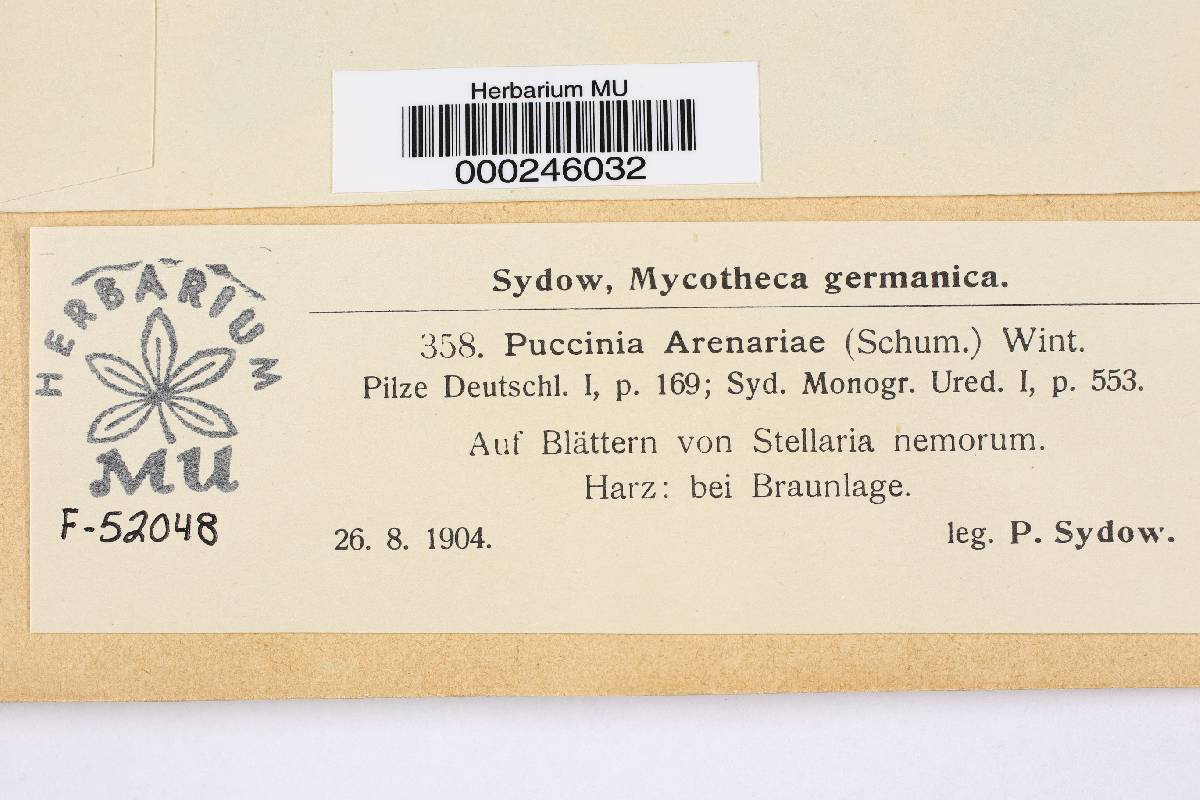 Herbarium MU
000246032
HERBARIUM
MU
F-52048
Sydow, Mycotheca germanica.
358. Puccinia Arenariae (Schum.) Wint.
Pilze Deutschl. I, p. 169; Syd. Monogr. Ured. I, p. 553.
Auf Blättern von Stellaria nemorum.
Harz: bei Braunlage.
26. 8. 1904. leg. P. Sydow.